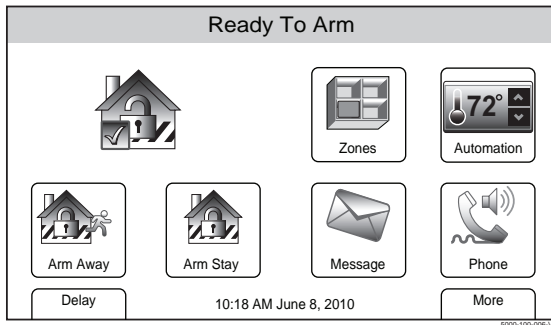 Ready To Arm
72°
Zones
Automation
Arm Away
Arm Stay
Message
Phone
Delay
10:18 AM June 8, 2010
More